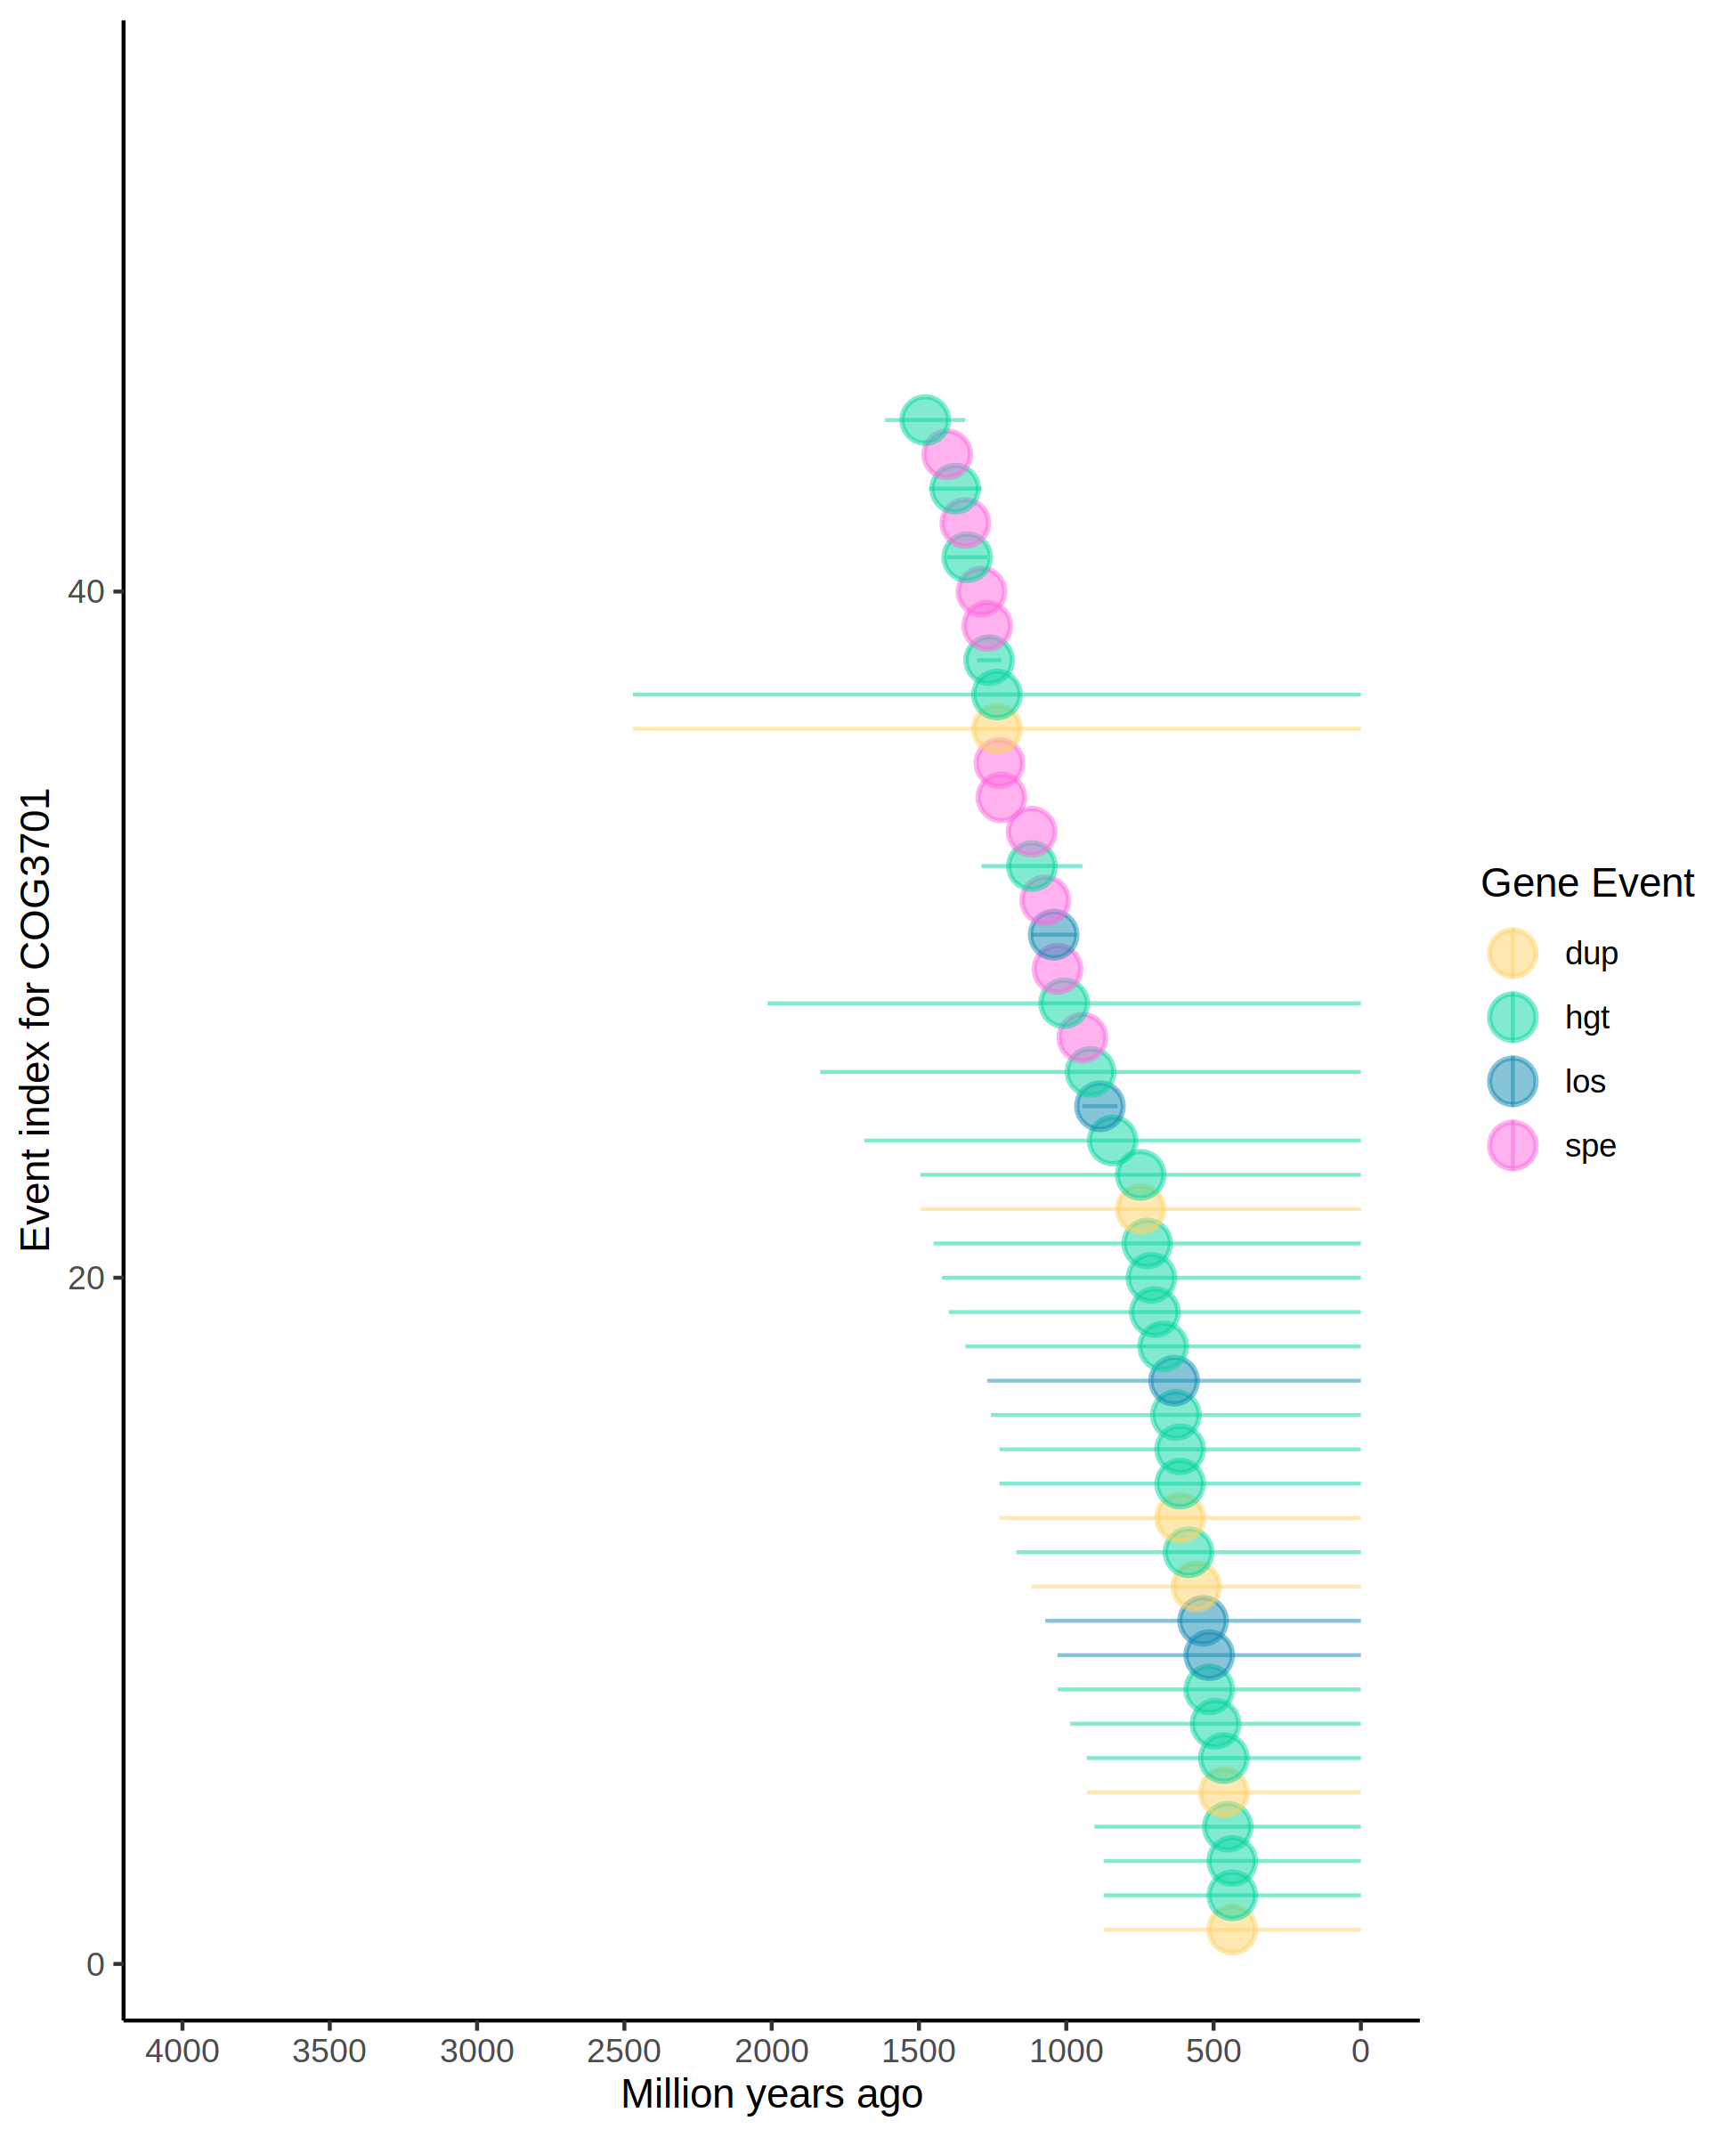 Event index for COG3701
40
20
0
4000 3500 3000 2500 2000 1500 1000 500 0
Million years ago
Gene Event
dup
hgt
los
spe